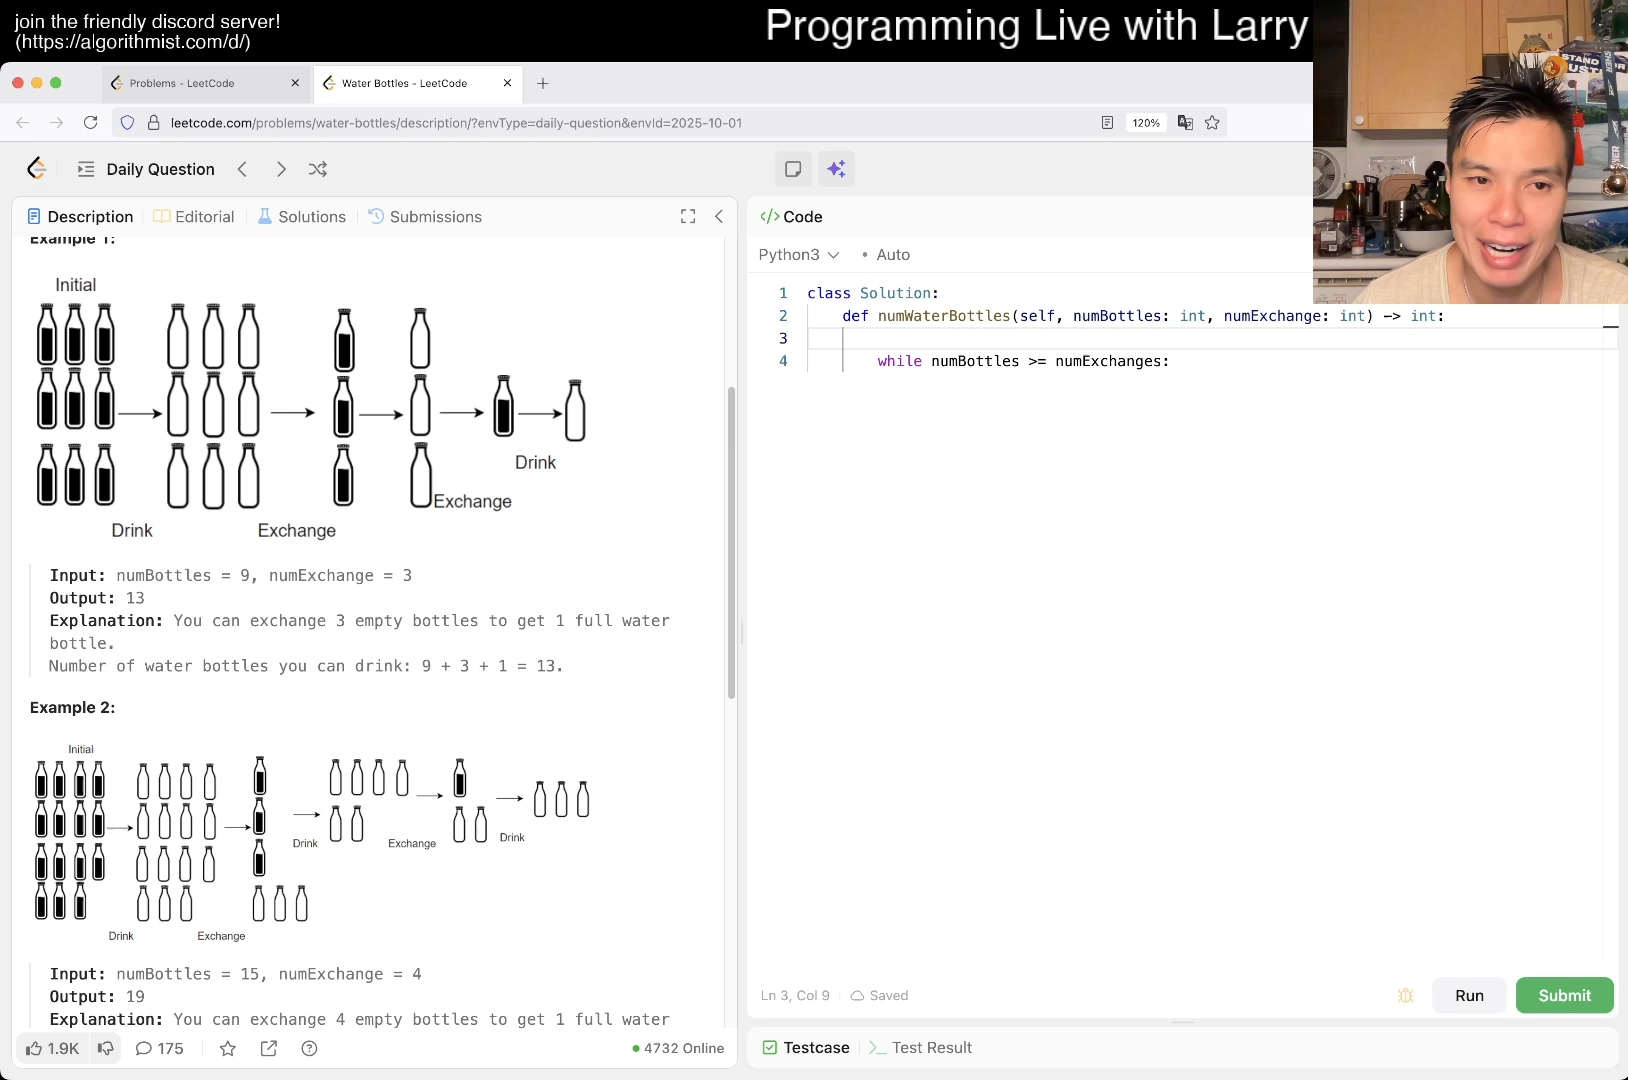 join the friendly discord server!
(https://algorithmist.com/d/)
Programming Live with Larry
Problems - LeetCode
Water Bottles - LeetCode
leetcode.com/problems/water-bottles/description/?envType=daily-question&envId=2025-10-01
120%
Daily Question
Description
Editorial
Solutions
Submissions
Example 1:
Initial
Drink
Exchange
Exchange
Drink
Input: numBottles = 9, numExchange = 3
Output: 13
Explanation: You can exchange 3 empty bottles to get 1 full water
bottle.
Number of water bottles you can drink: 9 + 3 + 1 = 13.
Example 2:
Initial
Drink
Exchange
Drink
Exchange
Drink
Input: numBottles = 15, numExchange = 4
Output: 19
Explanation: You can exchange 4 empty bottles to get 1 full water
1.9K
175
4732 Online
</> Code
Python3
• Auto
1 class Solution:
2 def numWaterBottles(self, numBottles: int, numExchange: int) -> int:
3
4 while numBottles >= numExchanges:
Ln 3, Col 9
Saved
Run
Submit
Testcase
Test Result